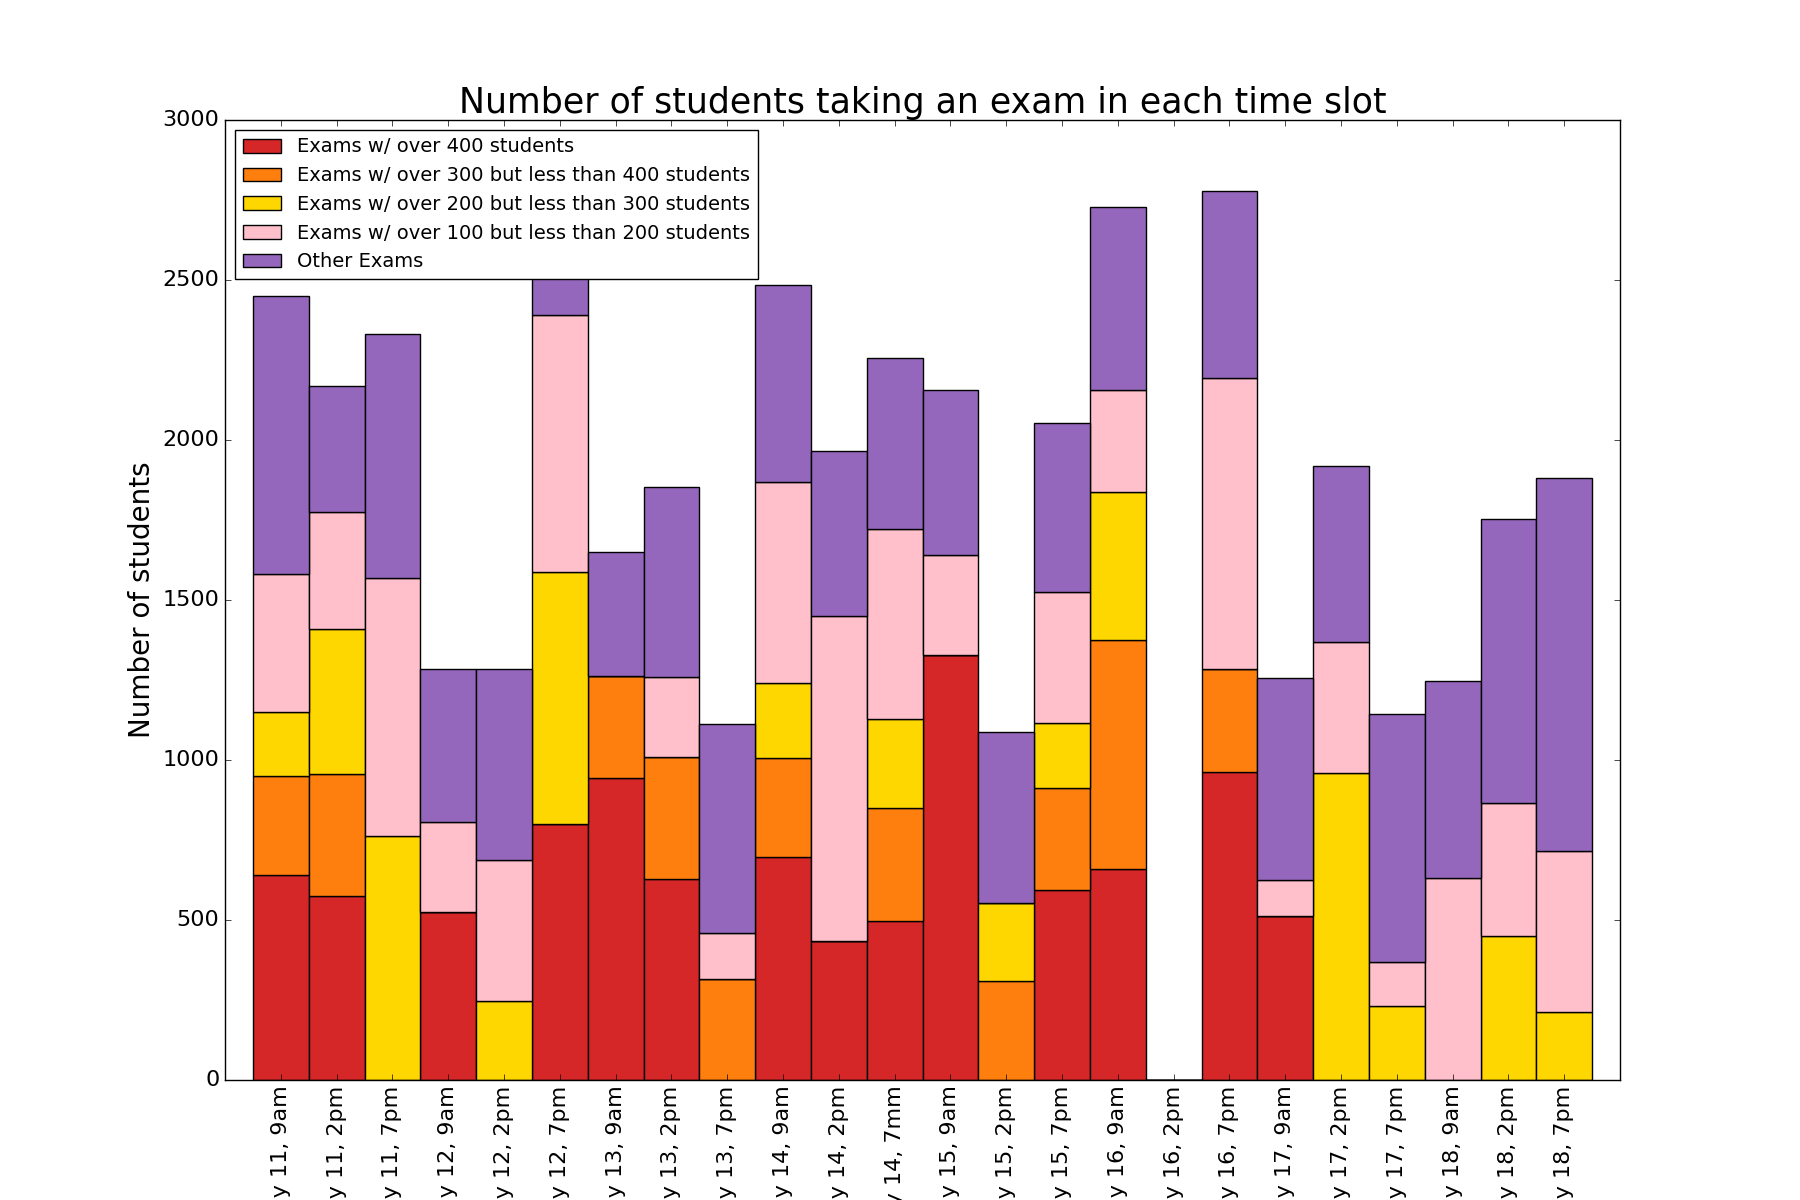 Number of students taking an exam in each time slot
Exams w/ over 400 students
Exams w/ over 300 but less than 400 students
Exams w/ over 200 but less than 300 students
Exams w/ over 100 but less than 200 students
Other Exams
Number of students
3000
2500
2000
1500
1000
500
0
y 11, 9am
y 11, 2pm
y 11, 7pm
y 12, 9am
y 12, 2pm
y 12, 7pm
y 13, 9am
y 13, 2pm
y 13, 7pm
y 14, 9am
y 14, 2pm
y 14, 7mm
y 15, 9am
y 15, 2pm
y 15, 7pm
y 16, 9am
y 16, 2pm
y 16, 7pm
y 17, 9am
y 17, 2pm
y 17, 7pm
y 18, 9am
y 18, 2pm
y 18, 7pm